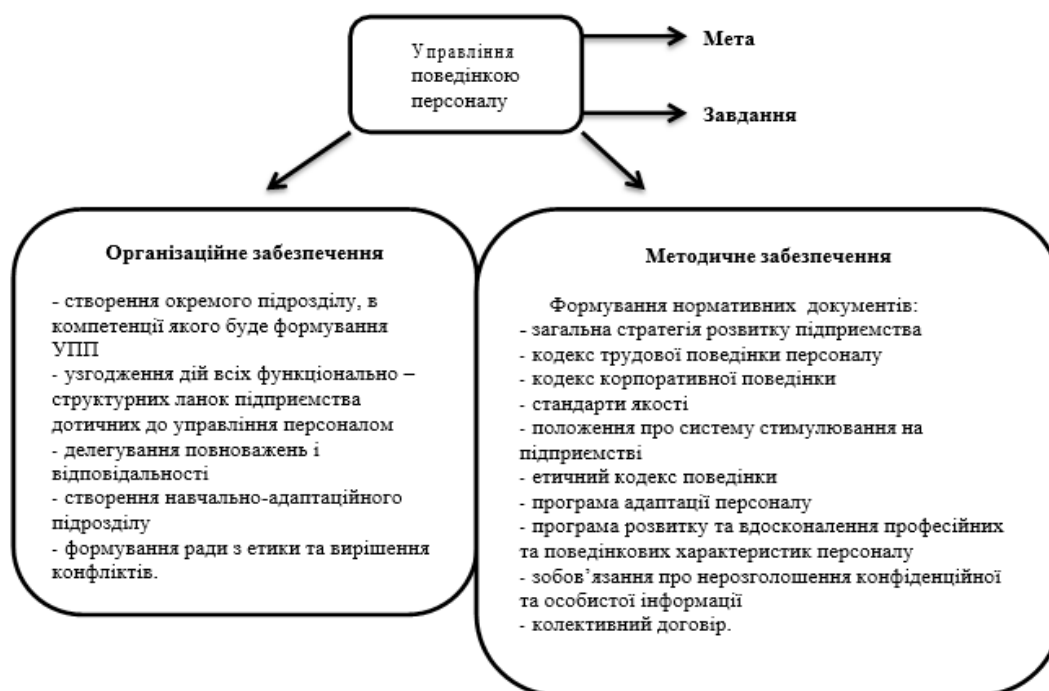 Управління
поведінкою
персоналу
Мета
Завдання
Організаційне забезпечення
- створення окремого підрозділу, в
компетенції якого буде формування
УПП
- узгодження дій всіх функціонально –
структурних ланок підприємства
дотичних до управління персоналом
- делегування повноважень і
відповідальності
- створення навчально-адаптаційного
підрозділу
- формування ради з етики та вирішення
конфліктів.
Методичне забезпечення
Формування нормативних документів:
- загальна стратегія розвитку підприємства
- кодекс трудової поведінки персоналу
- кодекс корпоративної поведінки
- стандарти якості
- положення про систему стимулювання на
підприємстві
- етичний кодекс поведінки
- програма адаптації персоналу
- програма розвитку та вдосконалення професійних
та поведінкових характеристик персоналу
- зобов’язання про нерозголошення конфіденційної
та особистої інформації
- колективний договір.